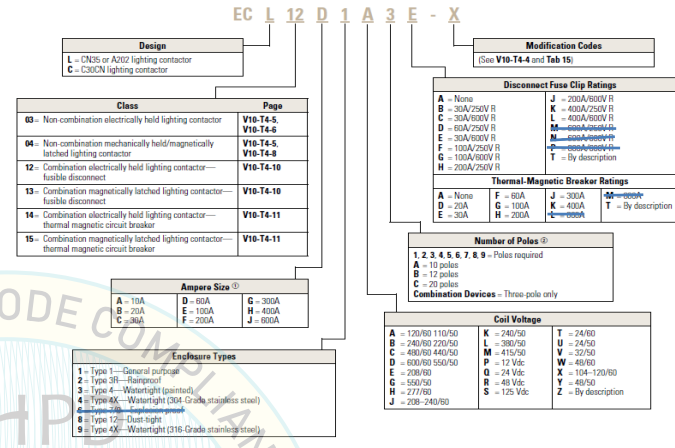 EC L 12 D 1 A 3 E - X
Design
L = CN35 or A202 lighting contactor
C = C30CN lighting contactor
Modification Codes
(See V10-T4-4 and Tab 15)
Class Page
03= Non-combination electrically held lighting contactor V10-T4-5,
V10-T4-6
04= Non-combination mechanically held/magnetically V10-T4-5,
latched lighting contactor V10-T4-8
12= Combination electrically held lighting contactor— V10-T4-10
fusible disconnect
13= Combination magnetically latched lighting contactor— V10-T4-10
fusible disconnect
14= Combination electrically held lighting contactor— V10-T4-11
thermal magnetic circuit breaker
15= Combination magnetically latched lighting contactor— V10-T4-11
thermal magnetic circuit breaker
Disconnect Fuse Clip Ratings
A = None J = 200A/600V R
B = 30A/250V R K = 400A/250V R
C = 30A/600V R L = 400A/600V R
D = 60A/250V R M = 600A/250V R
E = 30A/600V R N = 600A/600V R
F = 100A/250V R P = 800A/600V R
G = 100A/600V R T = By description
H = 200A/250V R
Thermal-Magnetic Breaker Ratings
A = None F = 60A J = 300A M = 800A
D = 20A G = 100A K = 400A T = By description
E = 30A H = 200A L = 600A
Number of Poles ②
1, 2, 3, 4, 5, 6, 7, 8, 9 = Poles required
A = 10 poles
B = 12 poles
C = 20 poles
Combination Devices = Three-pole only
Ampere Size ①
A = 10A D = 60A G = 300A
B = 20A E = 100A H = 400A
C = 30A F = 200A J = 600A
Coil Voltage
A = 120/60 110/50 K = 240/50 T = 24/60
B = 240/60 220/50 L = 380/50 U = 24/50
C = 480/60 440/50 M = 415/50 V = 32/50
D = 600/60 550/50 P = 12 Vdc W = 48/60
E = 208/60 Q = 24 Vdc X = 104–120/60
G = 550/50 R = 48 Vdc Y = 48/50
H = 277/60 S = 125 Vdc Z = By description
J = 208–240/60
Enclosure Types
1 = Type 1—General purpose
2 = Type 3R—Rainproof
3 = Type 4—Watertight (painted)
4 = Type 4X—Watertight (304-Grade stainless steel)
Type 7/9—Explosion proof
8 = Type 12—Dust-tight
9 = Type 4X—Watertight (316-Grade stainless steel)
ODE COMPLIAN
HPD